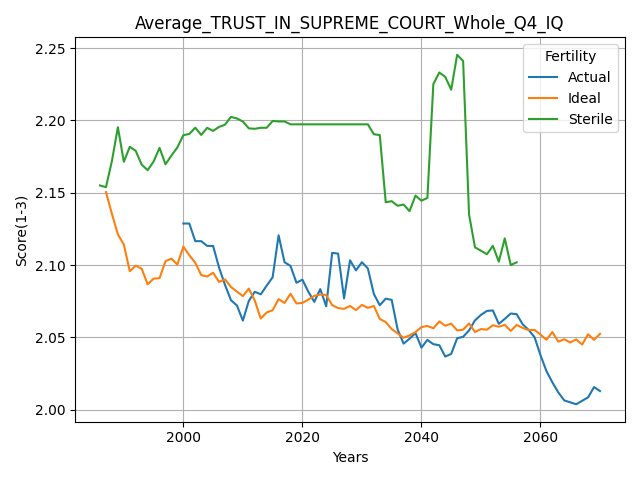 Average_TRUST_IN_SUPREME_COURT_Whole_Q4_IQ
Score(1-3)
2.25
2.20
2.15
2.10
2.05
2.00
Fertility
Actual
Ideal
Sterile
2000 2020 2040 2060
Years